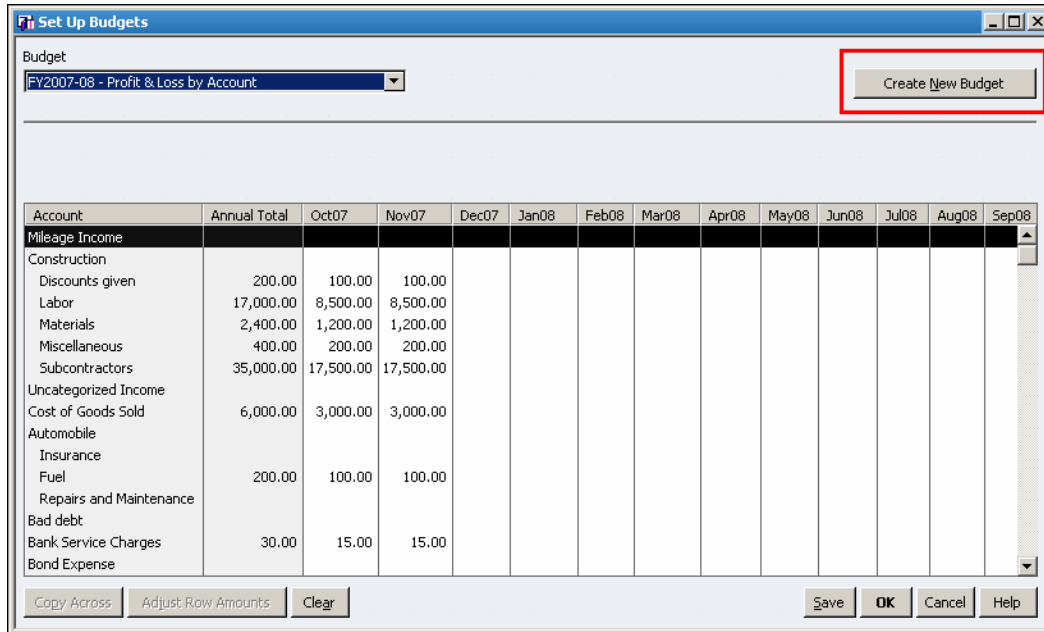 Set Up Budgets
Budget
FY2007-08 - Profit & Loss by Account
Create New Budget
Account Annual Total Oct07 Nov07 Dec07 Jan08 Feb08 Mar08 Apr08 May08 Jun08 Jul08 Aug08 Sep08
Mileage Income
Construction
Discounts given 200.00 100.00 100.00
Labor 17,000.00 8,500.00 8,500.00
Materials 2,400.00 1,200.00 1,200.00
Miscellaneous 400.00 200.00 200.00
Subcontractors 35,000.00 17,500.00 17,500.00
Uncategorized Income
Cost of Goods Sold 6,000.00 3,000.00 3,000.00
Automobile
Insurance
Fuel 200.00 100.00 100.00
Repairs and Maintenance
Bad debt
Bank Service Charges 30.00 15.00 15.00
Bond Expense
Copy Across Adjust Row Amounts Clear Save OK Cancel Help